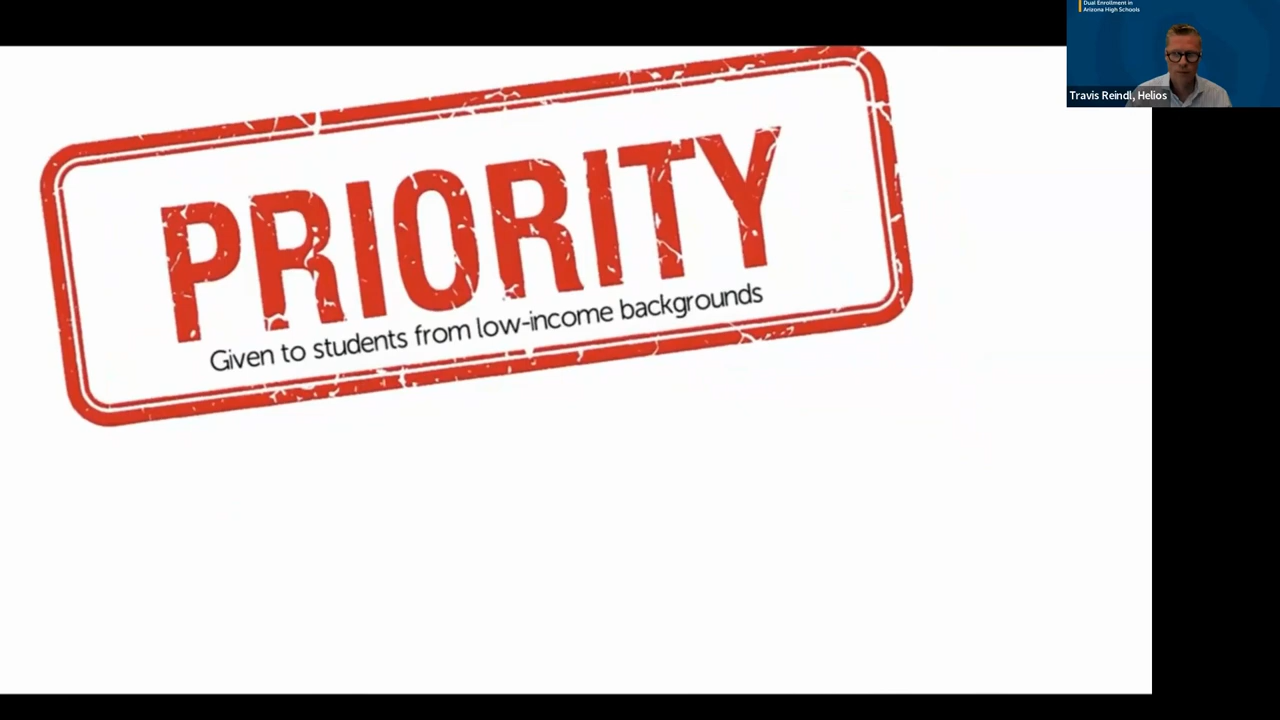 PRIORITY
Given to students from low-income backgrounds
Dual Enrollment in
Arizona High Schools
Travis Reindl, Helios